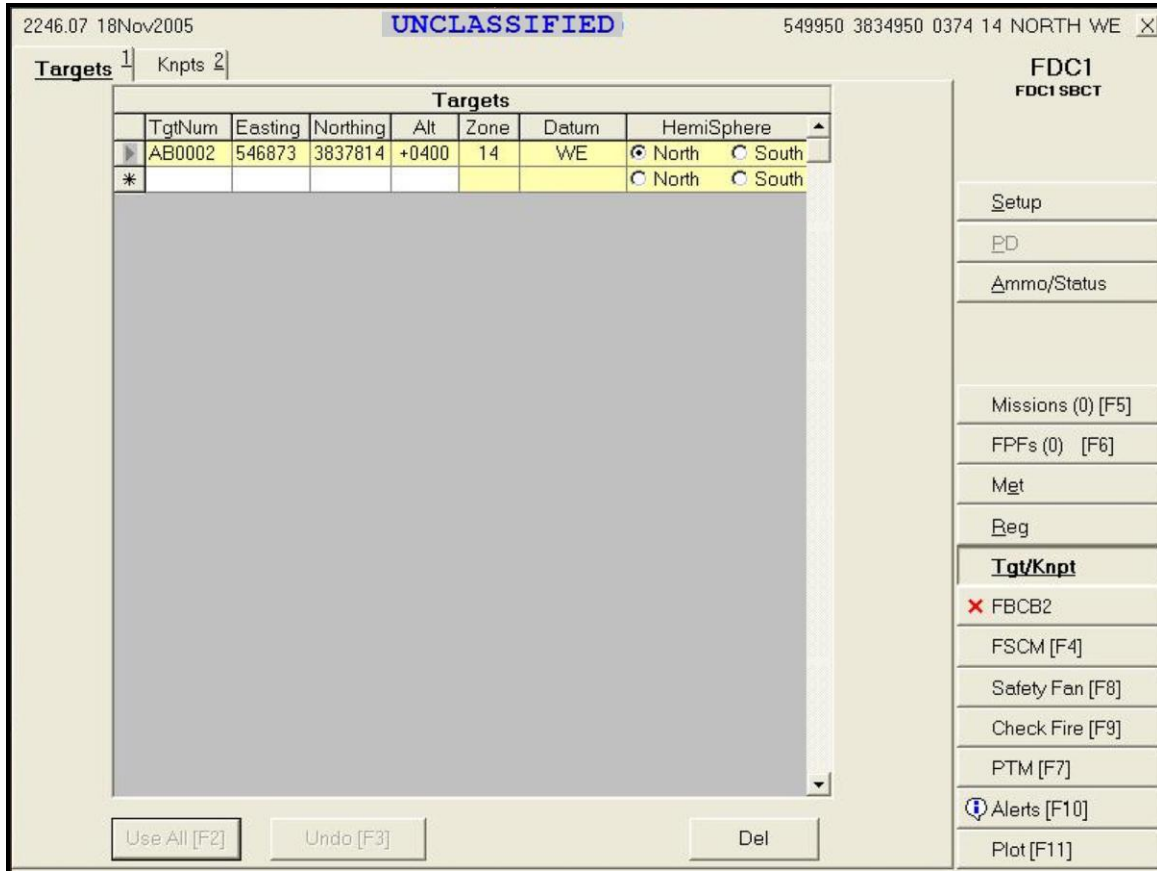 2246.07 18Nov2005 UNCLASSIFIED 549950 3834950 0374 14 NORTH WE X
Targets 1 Knpts 2
FDC1
FDC1 SBCT
Targets
TgtNum Easting Northing Alt Zone Datum HemiSphere
AB0002 546873 3837814 +0400 14 WE North South
* North South
Setup
PD
Ammo/Status
Missions (0) [F5]
FPFs (0) [F6]
Met
Reg
Tgt/Knpt
FBCB2
FSCM [F4]
Safety Fan [F8]
Check Fire [F9]
PTM [F7]
Alerts [F10]
Plot [F11]
Use All [F2] Undo [F3] Del